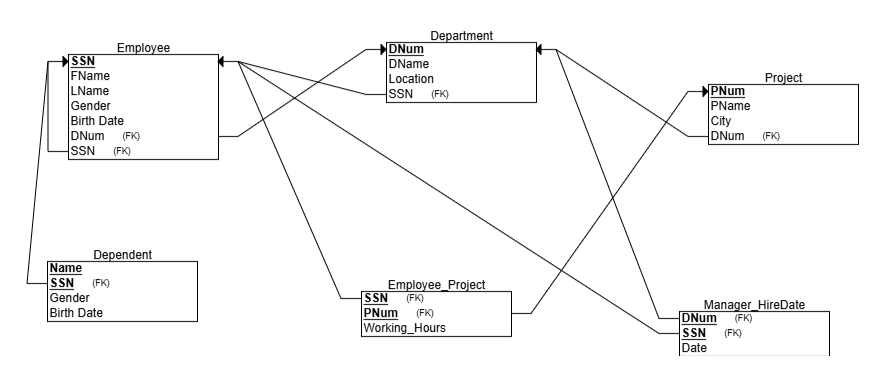 Employee
SSN
FName
LName
Gender
Birth Date
DNum (FK)
SSN (FK)
Department
DNum
DName
Location
SSN (FK)
Project
PNum
PName
City
DNum (FK)
Dependent
Name
SSN (FK)
Gender
Birth Date
Employee_Project
SSN (FK)
PNum (FK)
Working_Hours
Manager_HireDate
DNum (FK)
SSN (FK)
Date